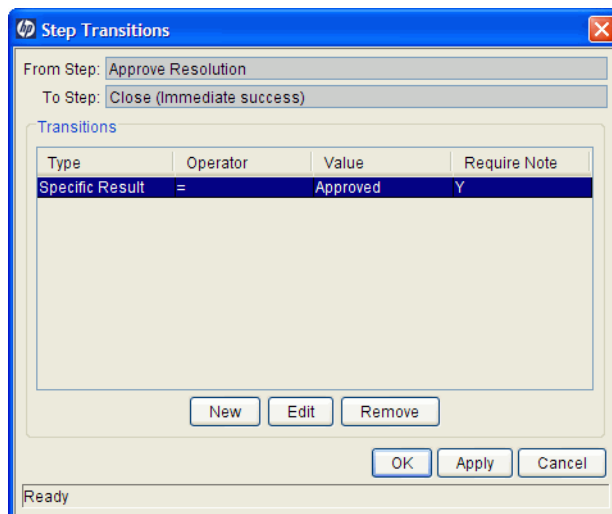 hp Step Transitions
From Step: Approve Resolution
To Step: Close (Immediate success)
Transitions
Type Operator Value Require Note
Specific Result = Approved Y
New Edit Remove
OK Apply Cancel
Ready